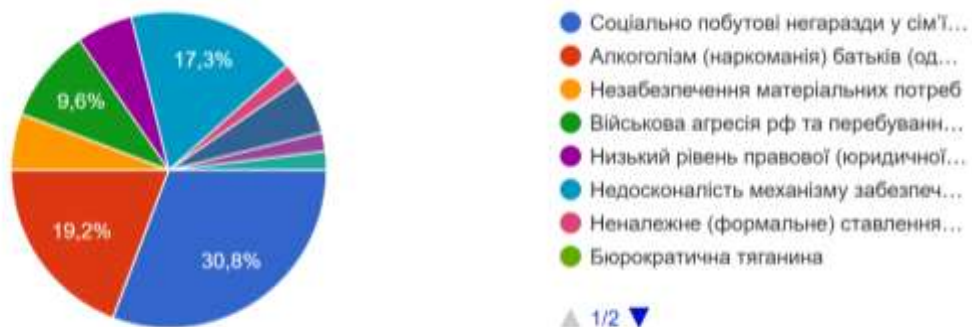 17,3%
9,6%
19,2%
30,8%
Соціально побутові негаразди у сім'ї...
Алкоголізм (наркоманія) батьків (од...
Незабезпечення матеріальних потреб
Військова агресія рф та перебуванн...
Низький рівень правової (юридичної...
Недосконалість механізму забезпеч...
Неналежне (формальне) ставлення...
Бюрократична тяганина
1/2